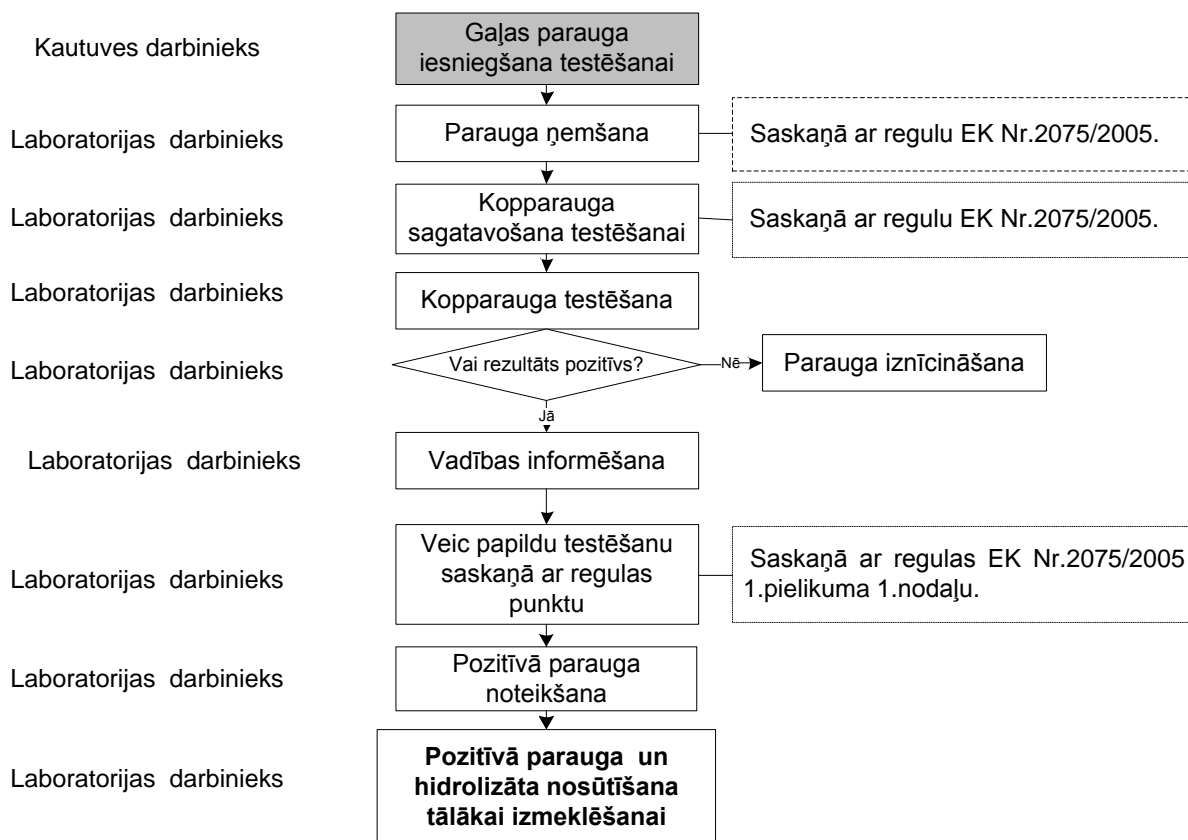 Kautuves darbinieks
Gaļas parauga
iesniegšana testēšanai
Laboratorijas darbinieks
Parauga ņemšana
Saskaņā ar regulu EK Nr.2075/2005.
Laboratorijas darbinieks
Kopparauga
sagatavošana testēšanai
Saskaņā ar regulu EK Nr.2075/2005.
Laboratorijas darbinieks
Kopparauga testēšana
Laboratorijas darbinieks
Vai rezultāts pozitīvs?
Nē
Parauga iznīcināšana
Jā
Laboratorijas darbinieks
Vadības informēšana
Laboratorijas darbinieks
Veic papildu testēšanu
saskaņā ar regulas
punktu
Saskaņā ar regulas EK Nr.2075/2005
1.pielikuma 1.nodaļu.
Laboratorijas darbinieks
Pozitīvā parauga
noteikšana
Laboratorijas darbinieks
Pozitīvā parauga un
hidrolizāta nosūtīšana
tālākai izmeklēšanai